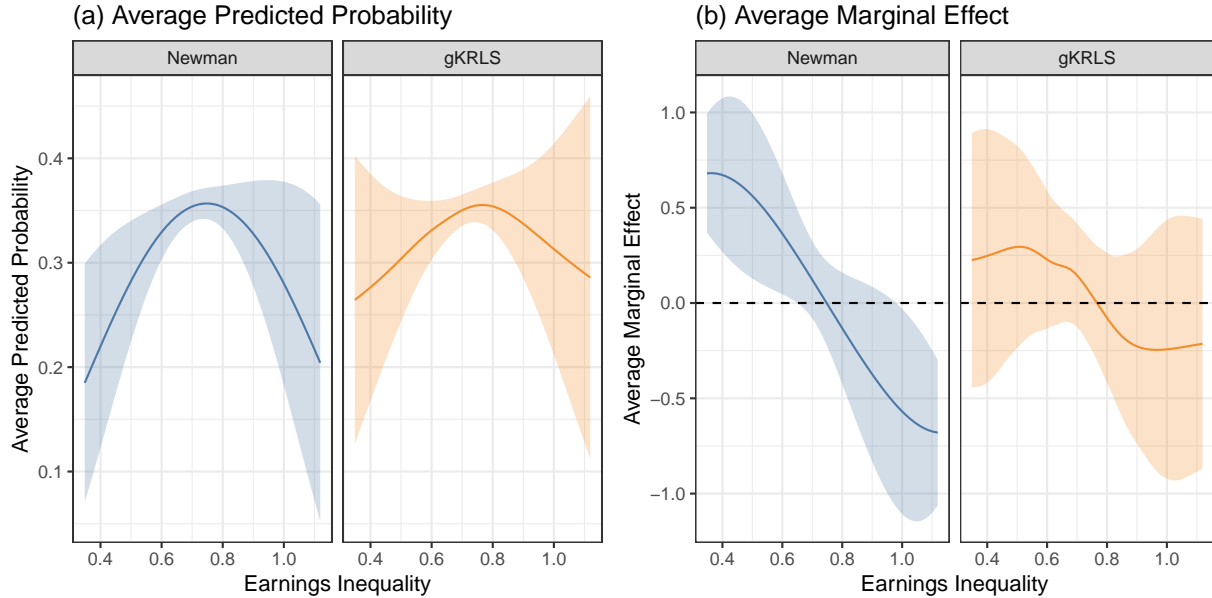 (a) Average Predicted Probability
Newman
gKRLS
Average Predicted Probability
0.4
0.3
0.2
0.1
0.4 0.6 0.8 1.0
0.4 0.6 0.8 1.0
Earnings Inequality
(b) Average Marginal Effect
Newman
gKRLS
Average Marginal Effect
1.0
0.5
0.0
−0.5
−1.0
0.4 0.6 0.8 1.0
0.4 0.6 0.8 1.0
Earnings Inequality